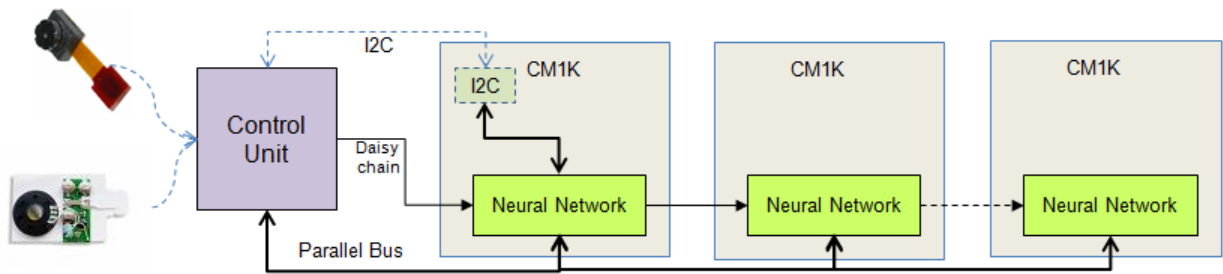 I2C
CM1K
CM1K
CM1K
I2C
Control
Unit
Daisy
chain
Neural Network
Neural Network
Neural Network
Parallel Bus